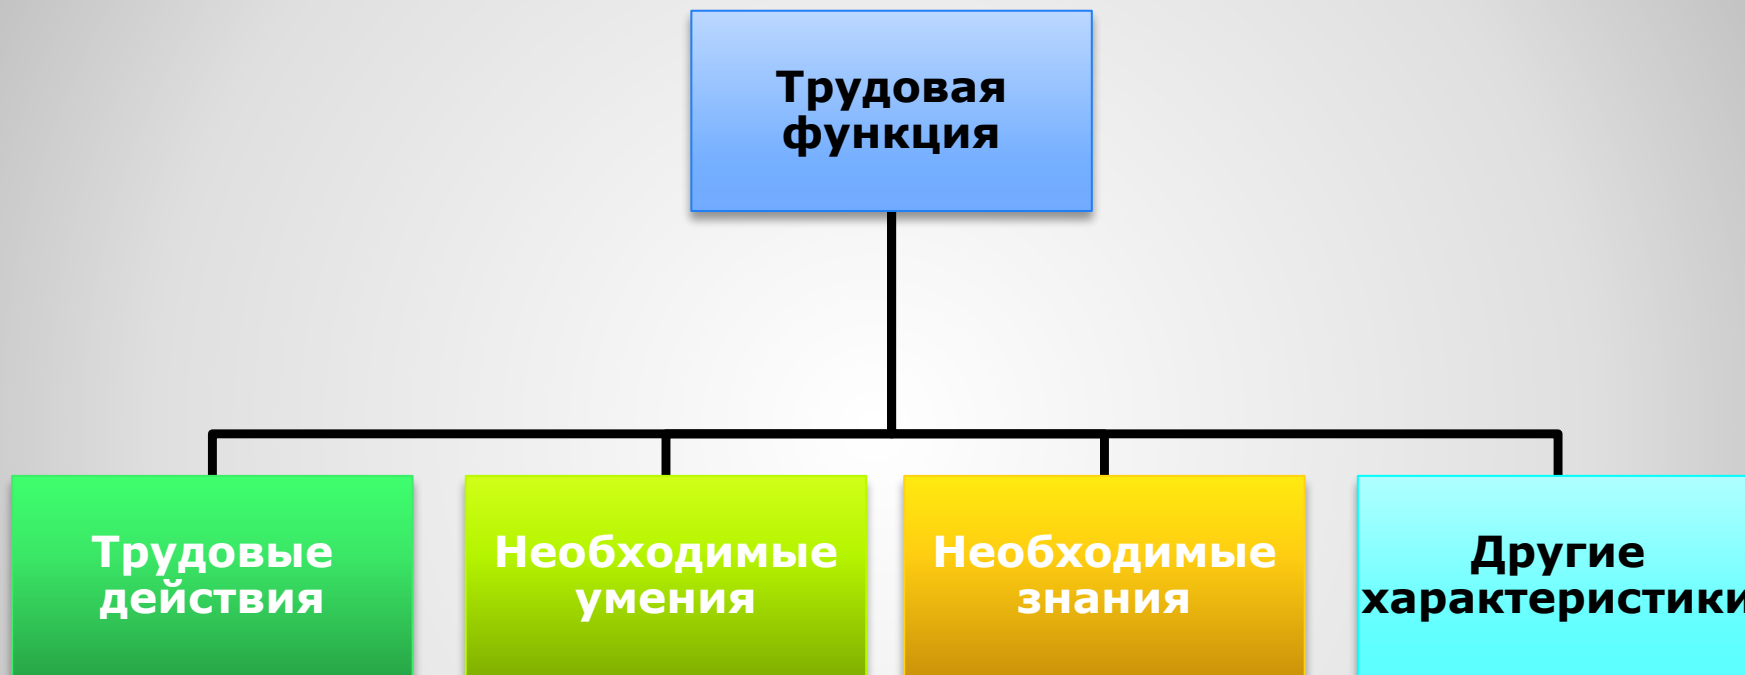 Трудовая
функция
Трудовые
действия
Необходимые
умения
Необходимые
знания
Другие
характеристики